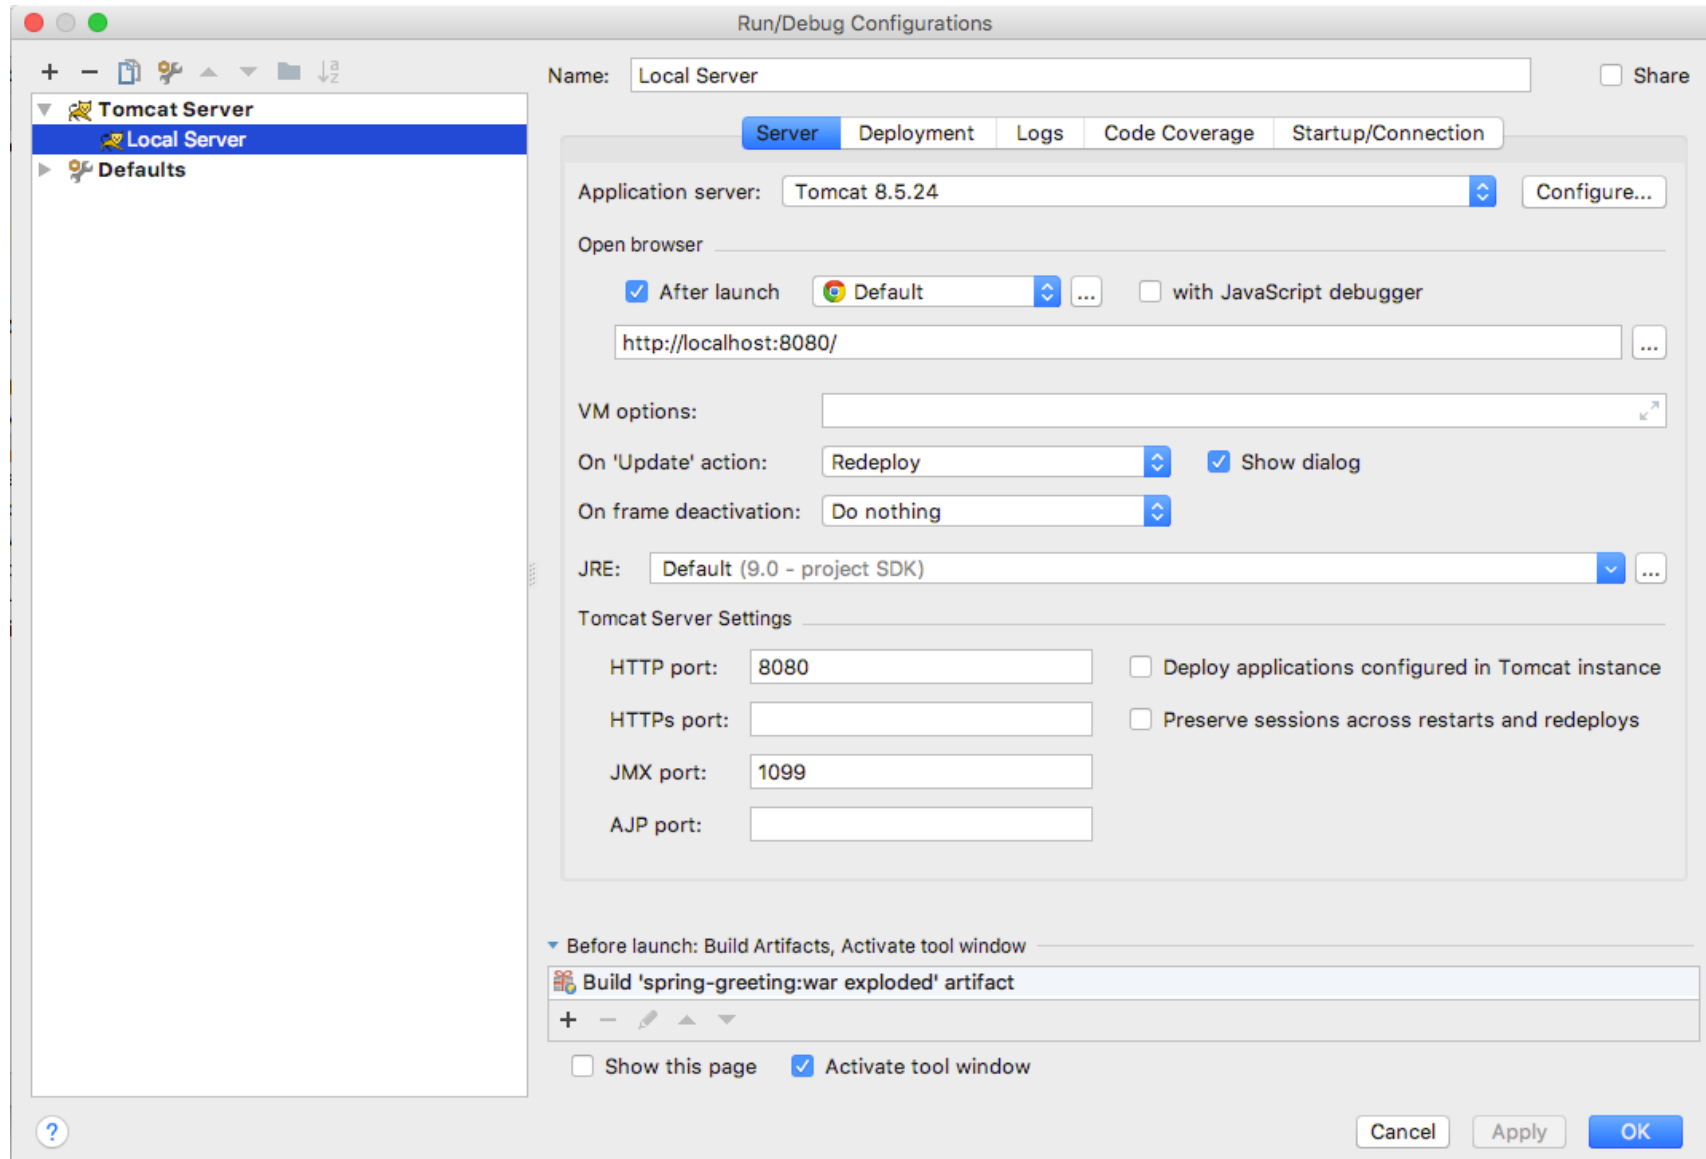 Run/Debug Configurations
Name: Local Server Share
Tomcat Server
Local Server
Defaults
Server Deployment Logs Code Coverage Startup/Connection
Application server: Tomcat 8.5.24 Configure...
Open browser
After launch Default ... with JavaScript debugger
http://localhost:8080/ ...
VM options:
On 'Update' action: Redeploy Show dialog
On frame deactivation: Do nothing
JRE: Default (9.0 - project SDK) ...
Tomcat Server Settings
HTTP port: 8080 Deploy applications configured in Tomcat instance
HTTPs port: Preserve sessions across restarts and redeploys
JMX port: 1099
AJP port:
Before launch: Build Artifacts, Activate tool window
Build 'spring-greeting:war exploded' artifact
Show this page Activate tool window
? Cancel Apply OK